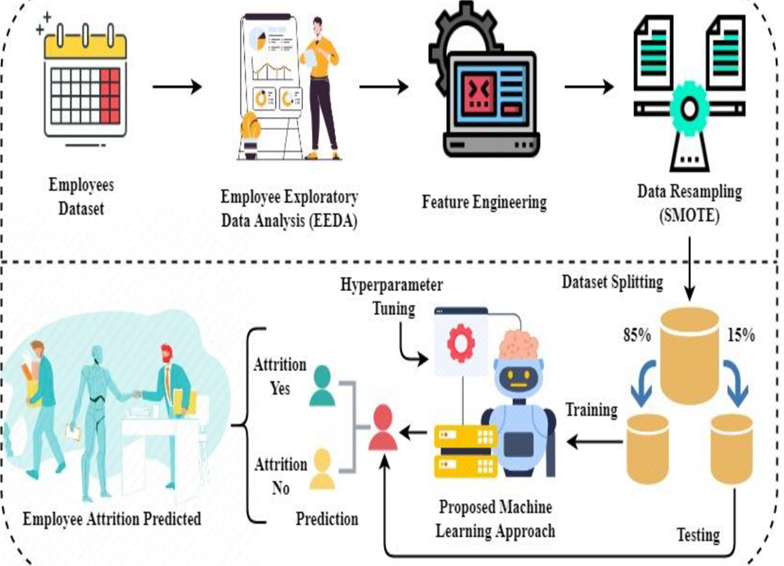 Employees
Dataset
Employee Exploratory
Data Analysis (EEDA)
Feature Engineering
Data Resampling
(SMOTE)
Dataset Splitting
85%
15%
Training
Testing
Hyperparameter
Tuning
Proposed Machine
Learning Approach
Attrition
Yes
Attrition
No
Prediction
Employee Attrition Predicted